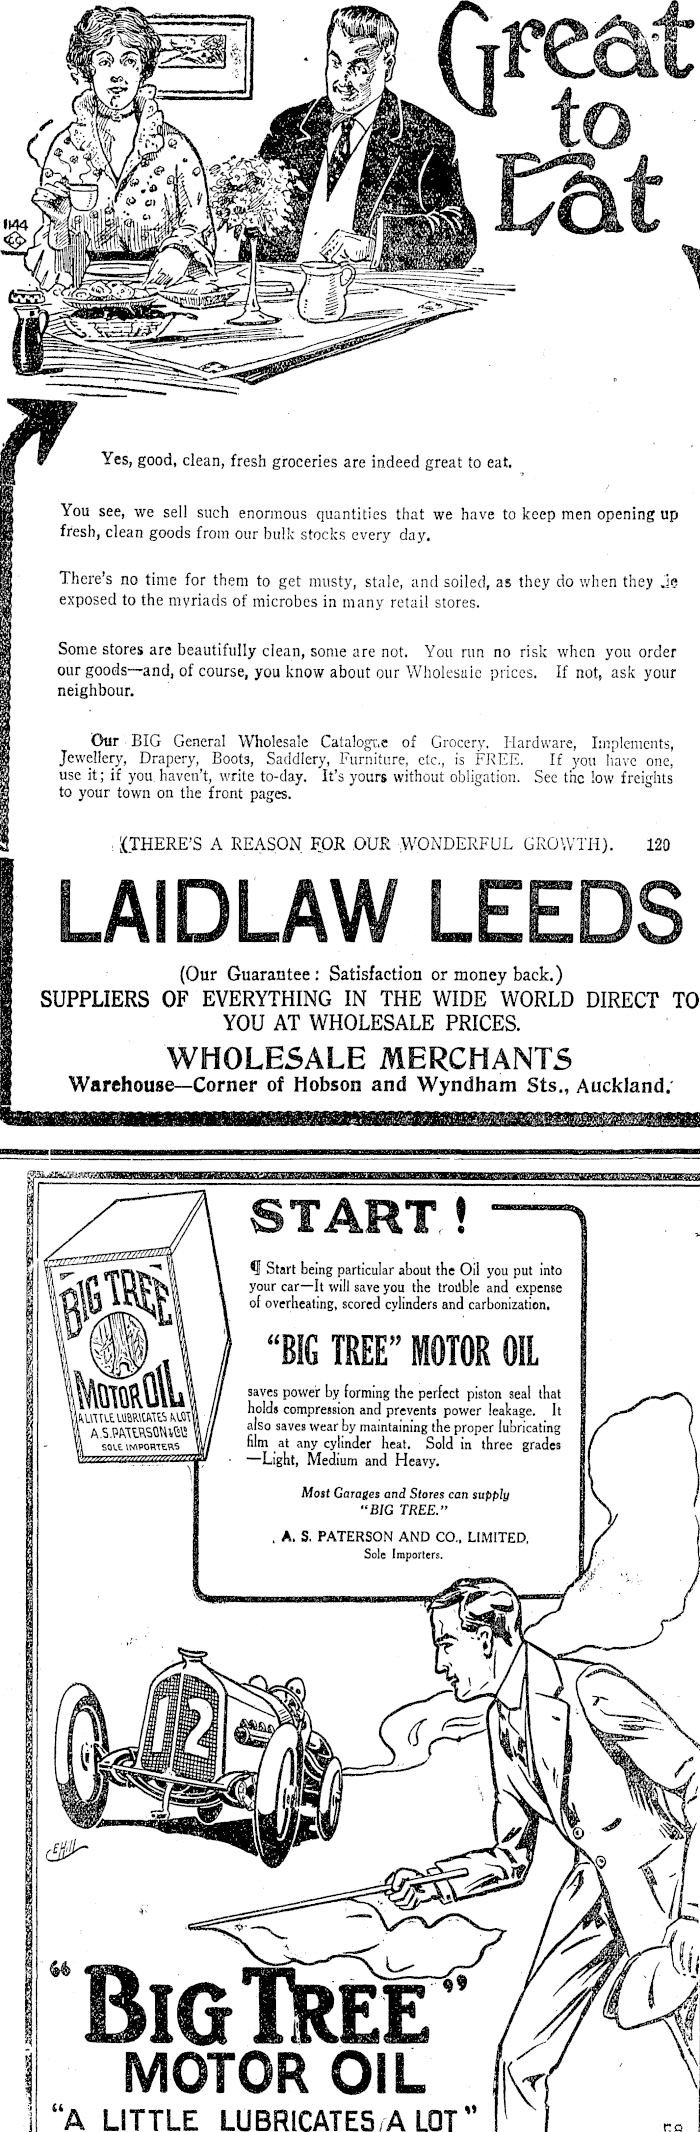 Great
to
Eat
1144
Yes, good, clean, fresh groceries are indeed great to eat.
You see, we sell such enormous quantities that we have to keep men opening up
fresh, clean goods from our bulk stocks every day.
There's no time for them to get musty, stale, and soiled, as they do when they
exposed to the myriads of microbes in many retail stores.
Some stores are beautifully clean, some are not. You run no risk when you order
our goods—and, of course, you know about our Wholesale prices. If not, ask your
neighbour.
Our BIG General Wholesale Catalogue of Grocery, Hardware, Implements,
Jewellery, Drapery, Boots, Saddlery, Furniture, etc., is FREE. If you have one,
use it; if you haven't, write to-day. It's yours without obligation. See the low freights
to your town on the front pages.
(THERE'S A REASON FOR OUR WONDERFUL GROWTH). 120
LAIDLAW LEEDS
(Our Guarantee: Satisfaction or money back.)
SUPPLIERS OF EVERYTHING IN THE WIDE WORLD DIRECT TO
YOU AT WHOLESALE PRICES.
WHOLESALE MERCHANTS
Warehouse—Corner of Hobson and Wyndham Sts., Auckland.
BIG TREE
MOTOR OIL
A LITTLE LUBRICATES A LOT
A.S. PATERSON & Co Ld
SOLE IMPORTERS
START!
¶ Start being particular about the Oil you put into
your car—It will save you the trouble and expense
of overheating, scored cylinders and carbonization.
"BIG TREE" MOTOR OIL
saves power by forming the perfect piston seal that
holds compression and prevents power leakage. It
also saves wear by maintaining the proper lubricating
film at any cylinder heat. Sold in three grades
—Light, Medium and Heavy.
Most Garages and Stores can supply
"BIG TREE."
A. S. PATERSON AND CO., LIMITED,
Sole Importers.
12
E Hill
"BIG TREE"
MOTOR OIL
"A LITTLE LUBRICATES A LOT"